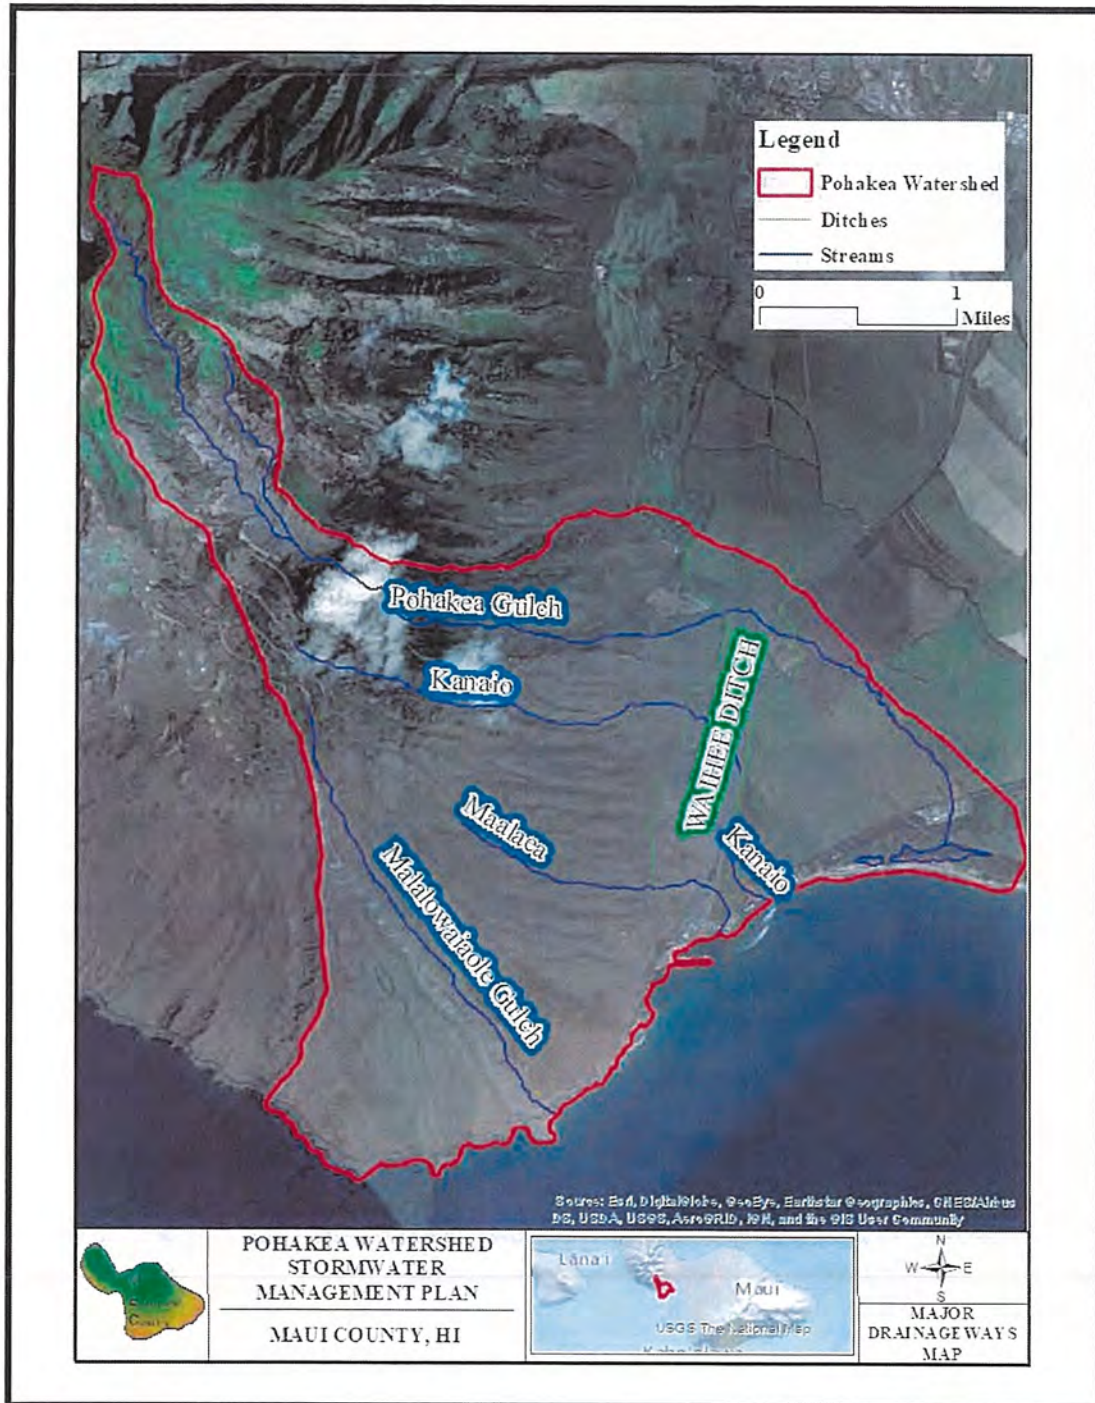 Legend
Pohakea Watershed
Ditches
Streams
0 1
Miles
Pohakea Gulch
Kanaio
WAIHEE DITCH
Maalaea
Kanaio
Malalowaiaole Gulch
Source: Esri, DigitalGlobe, GeoEye, Earthstar Geographics, CNES/Airbus
DS, USDA, USGS, AeroGRID, IGN, and the GIS User Community
POHAKEA WATERSHED
STORMWATER
MANAGEMENT PLAN
MAUI COUNTY, HI
Lāna'i
Maui
USGS The National Map
N
W E
S
MAJOR
DRAINAGEWAYS
MAP